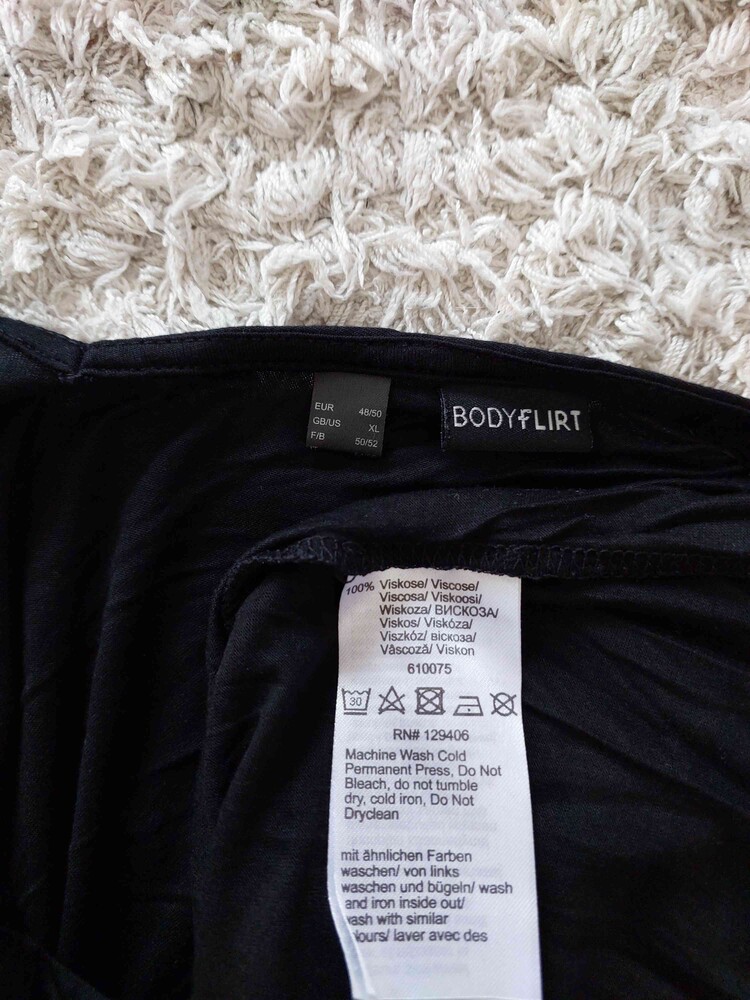 EUR 48/50
GB/US XL
F/B 50/52
BODYFLIRT
100% Viskose/ Viscose/
Viscosa/ Viskoosi/
Wiskoza/ ВИСКОЗА/
Viskos/ Viskóza/
Viszkóz/ віскоза/
Vâscoză/ Viskon
610075
30
RN# 129406
Machine Wash Cold
Permanent Press, Do Not
Bleach, do not tumble
dry, cold iron, Do Not
Dryclean
mit ähnlichen Farben
waschen/ von links
waschen und bügeln/ wash
and iron inside out/
with similar
laver avec des